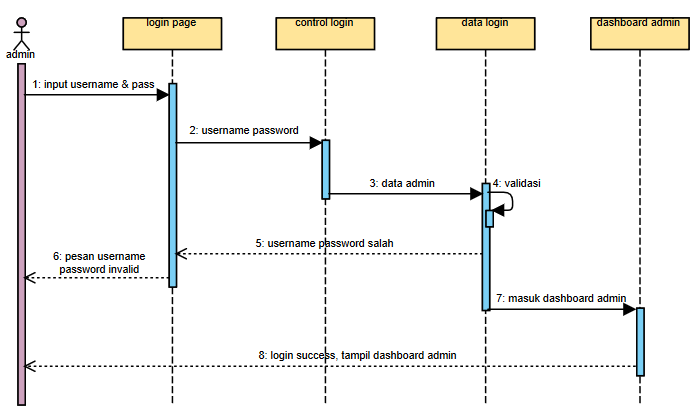 login page
control login
data login
dashboard admin
admin
1: input username & pass
2: username password
3: data admin
4: validasi
5: username password salah
6: pesan username
password invalid
7: masuk dashboard admin
8: login success, tampil dashboard admin